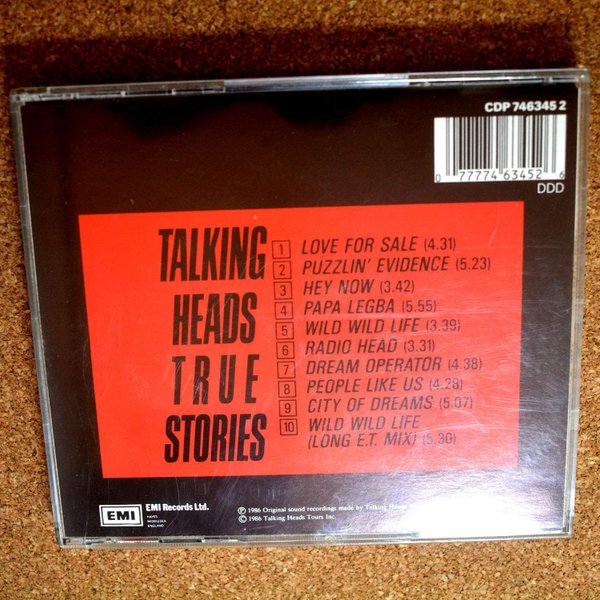 CDP 746345 2
0 77774 63452 6
DDD
TALKING
HEADS
TRUE
STORIES
1 LOVE FOR SALE (4.31)
2 PUZZLIN' EVIDENCE (5.23)
3 HEY NOW (3.42)
4 PAPA LEGBA (5.55)
5 WILD WILD LIFE (3.39)
6 RADIO HEAD (3.31)
7 DREAM OPERATOR (4.38)
8 PEOPLE LIKE US (4.28)
9 CITY OF DREAMS (5.07)
10 WILD WILD LIFE
(LONG E.T. MIX) (5.30)
EMI
EMI Records Ltd.
HAYES
MIDDLESEX
ENGLAND
℗ 1986 Original sound recordings made by Talking Heads
© 1986 Talking Heads Tours Inc.